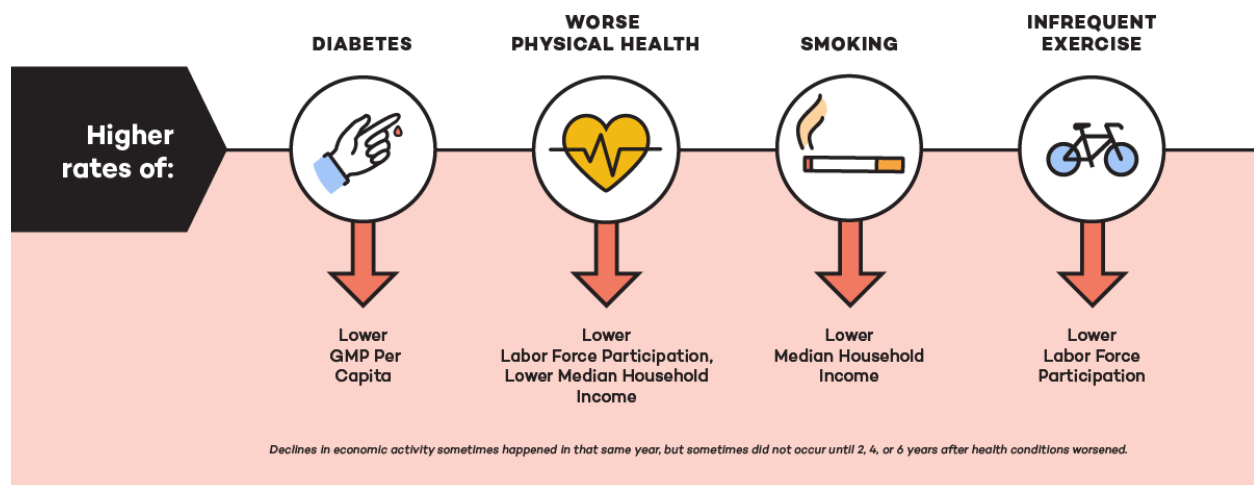 Higher
rates of:
DIABETES
WORSE
PHYSICAL HEALTH
SMOKING
INFREQUENT
EXERCISE
Lower
GMP Per
Capita
Lower
Labor Force Participation,
Lower Median Household
Income
Lower
Median Household
Income
Lower
Labor Force
Participation
Declines in economic activity sometimes happened in that same year, but sometimes did not occur until 2, 4, or 6 years after health conditions worsened.